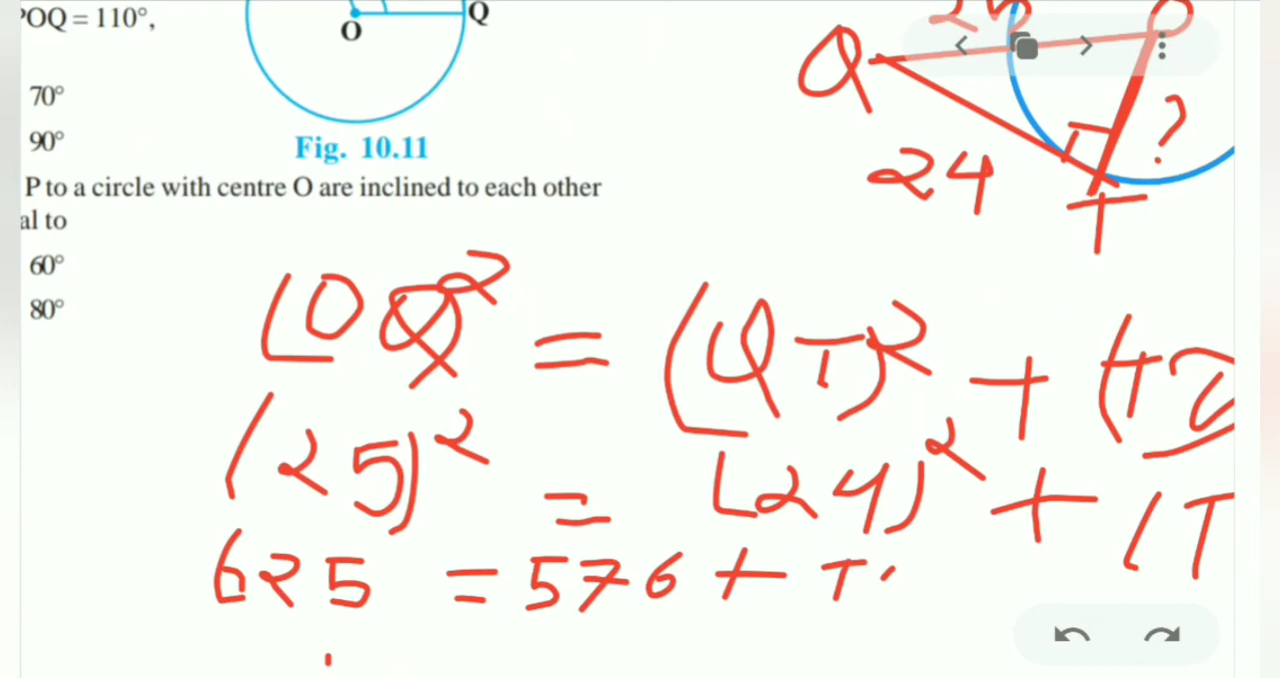 OQ = 110°,
O
Q
70°
90°
Fig. 10.11
P to a circle with centre O are inclined to each other
al to
60°
80°
Q
24
T
?
(OQ)² = (QT)² + (T
(25)² = (24)² + (T
625 = 576 + T